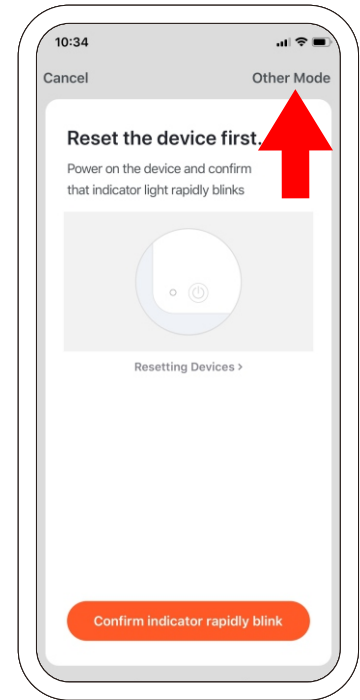 10:34
Cancel
Other Mode
Reset the device first.
Power on the device and confirm
that indicator light rapidly blinks
Resetting Devices >
Confirm indicator rapidly blink